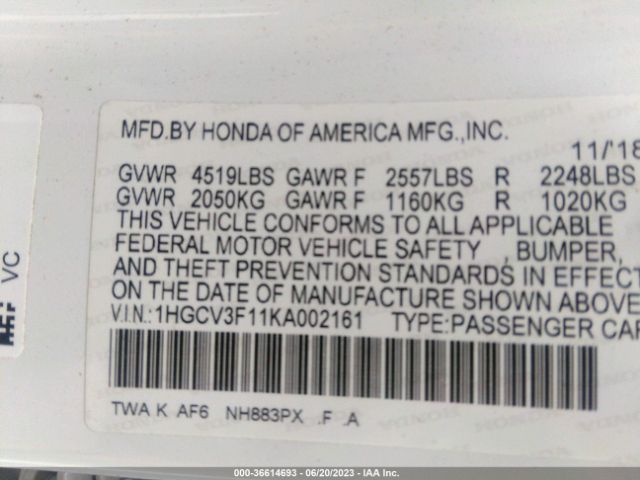 MFD.BY HONDA OF AMERICA MFG.,INC.
11/'18
GVWR 4519LBS GAWR F 2557LBS R 2248LBS
GVWR 2050KG GAWR F 1160KG R 1020KG
THIS VEHICLE CONFORMS TO ALL APPLICABLE
FEDERAL MOTOR VEHICLE SAFETY , BUMPER,
AND THEFT PREVENTION STANDARDS IN EFFECT
ON THE DATE OF MANUFACTURE SHOWN ABOVE
V.I.N.:1HGCV3F11KA002161 TYPE:PASSENGER CAR
TWA K AF6 NH883PX .F .A
VC
000-36614693 - 06/20/2023 - IAA Inc.